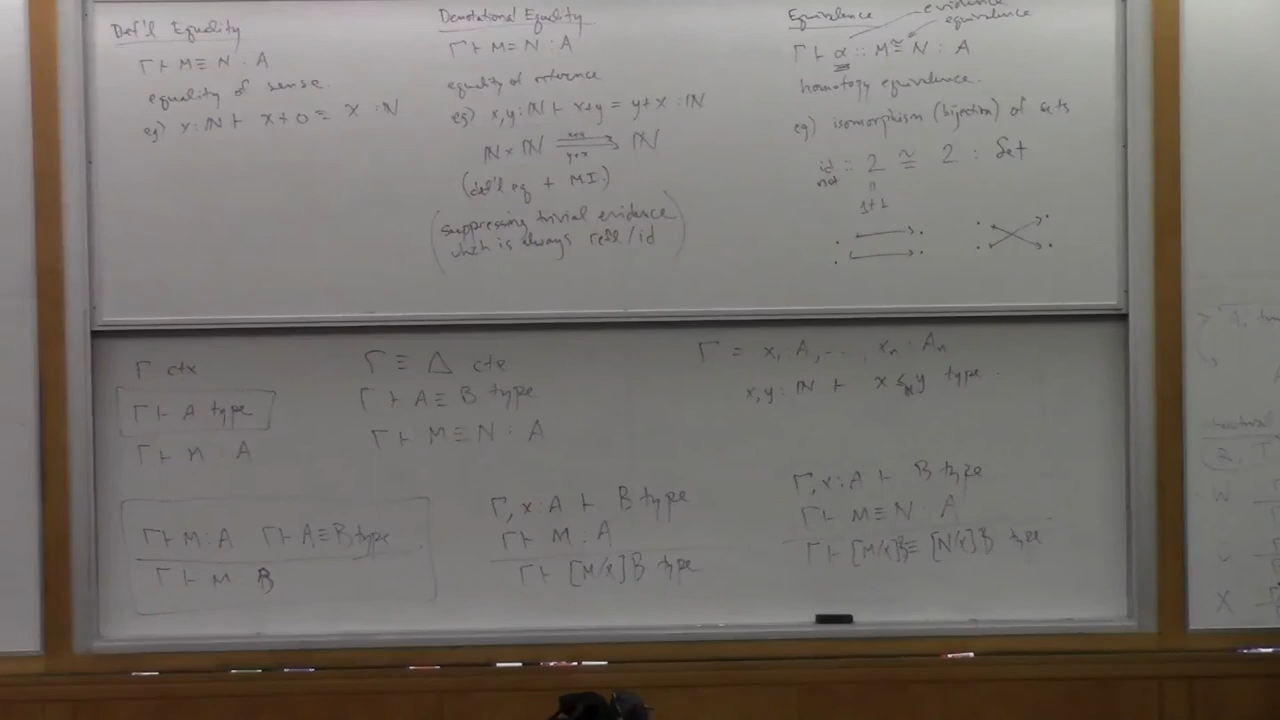 Def'l Equality
Γ ⊢ M ≡ N : A
equality of sense
eg) x:ℕ ⊢ x+0 ≡ x : ℕ
Denotational Equality
Γ ⊢ M = N : A
equality of reference
eg) x,y:ℕ ⊢ x+y = y+x : ℕ
x+y
ℕ × ℕ ⇉ ℕ
y+x
(def'l eq + MI)
(suppressing trivial evidence
which is always refl/id)
Equivalence
evidence
equivalence
Γ ⊢ α :: M ≅ N : A
homotopy equivalence.
eg) isomorphism (bijection) of sets
id :: 2 ≅ 2 : Set
not
1+1
Γ ctx
Γ ⊢ A type
Γ ⊢ M : A
Γ ≡ Δ ctx
Γ ⊢ A ≡ B type
Γ ⊢ M ≡ N : A
Γ = x₁:A₁, ..., xₙ:Aₙ
x,y:ℕ ⊢ x ≤ℕ y type
Γ ⊢ M:A Γ ⊢ A ≡ B type
Γ ⊢ M : B
Γ, x:A ⊢ B type
Γ ⊢ M : A
Γ ⊢ [M/x]B type
Γ, x:A ⊢ B type
Γ ⊢ M ≡ N : A
Γ ⊢ [M/x]B ≡ [N/x]B type
W
C
X